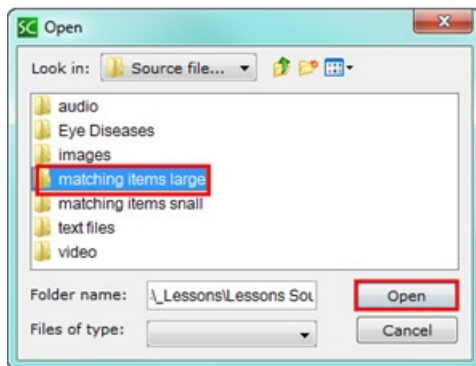 SC Open
Look in: Source file...
audio
Eye Diseases
images
matching items large
matching items snall
text files
video
Folder name: .\_Lessons\Lessons Sou
Open
Files of type:
Cancel